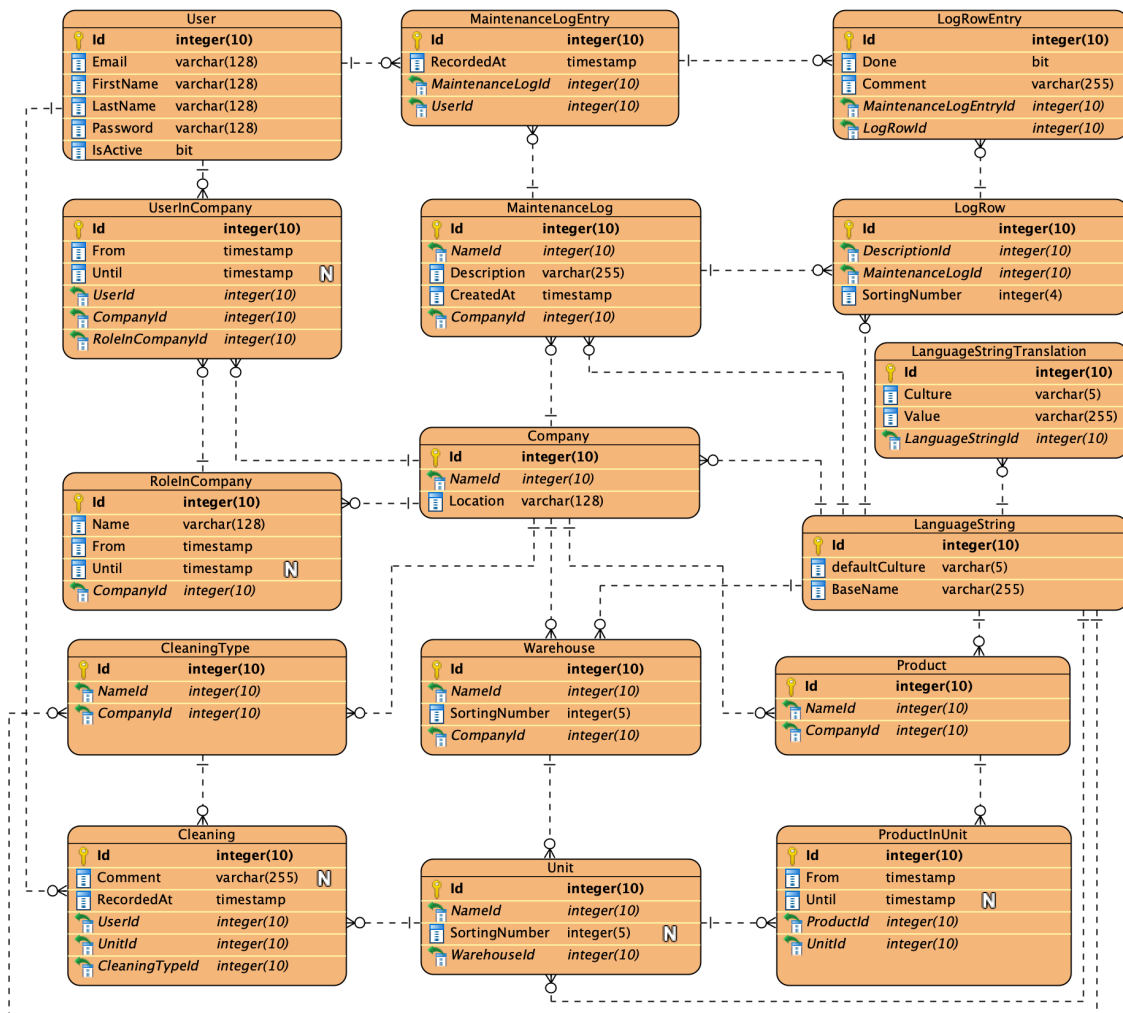 User
Id integer(10)
Email varchar(128)
FirstName varchar(128)
LastName varchar(128)
Password varchar(128)
IsActive bit
MaintenanceLogEntry
Id integer(10)
RecordedAt timestamp
MaintenanceLogId integer(10)
UserId integer(10)
LogRowEntry
Id integer(10)
Done bit
Comment varchar(255)
MaintenanceLogEntryId integer(10)
LogRowId integer(10)
UserInCompany
Id integer(10)
From timestamp
Until timestamp N
UserId integer(10)
CompanyId integer(10)
RoleInCompanyId integer(10)
MaintenanceLog
Id integer(10)
NameId integer(10)
Description varchar(255)
CreatedAt timestamp
CompanyId integer(10)
LogRow
Id integer(10)
DescriptionId integer(10)
MaintenanceLogId integer(10)
SortingNumber integer(4)
LanguageStringTranslation
Id integer(10)
Culture varchar(5)
Value varchar(255)
LanguageStringId integer(10)
Company
Id integer(10)
NameId integer(10)
Location varchar(128)
RoleInCompany
Id integer(10)
Name varchar(128)
From timestamp
Until timestamp N
CompanyId integer(10)
LanguageString
Id integer(10)
defaultCulture varchar(5)
BaseName varchar(255)
CleaningType
Id integer(10)
NameId integer(10)
CompanyId integer(10)
Warehouse
Id integer(10)
NameId integer(10)
SortingNumber integer(5)
CompanyId integer(10)
Product
Id integer(10)
NameId integer(10)
CompanyId integer(10)
Cleaning
Id integer(10)
Comment varchar(255) N
RecordedAt timestamp
UserId integer(10)
UnitId integer(10)
CleaningTypeId integer(10)
Unit
Id integer(10)
NameId integer(10)
SortingNumber integer(5) N
WarehouseId integer(10)
ProductInUnit
Id integer(10)
From timestamp
Until timestamp N
ProductId integer(10)
UnitId integer(10)